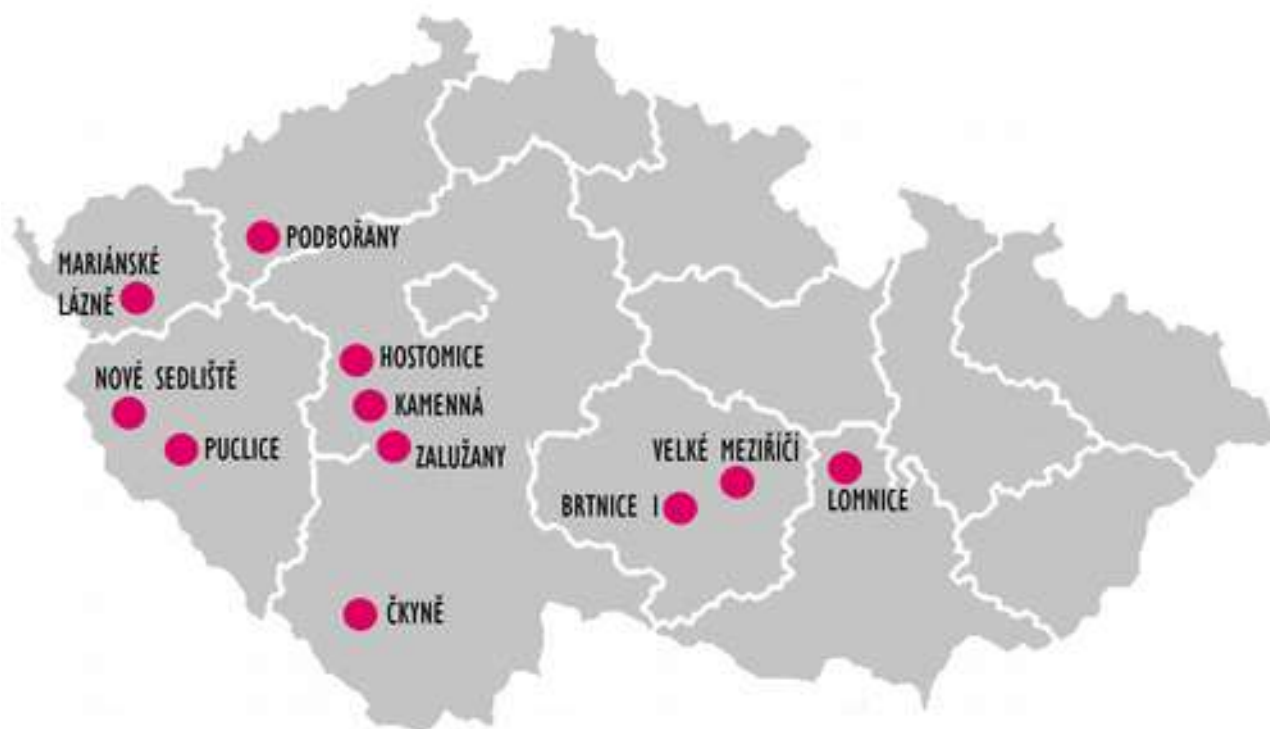 PODBOŘANY
MARIÁNSKÉ
LÁZNĚ
HOSTOMICE
NOVÉ SEDLIŠTĚ
KAMENNÁ
PUCLICE
ZALUŽANY
VELKÉ MEZIŘÍČÍ
BRTNICE I
LOMNICE
ČKYNĚ